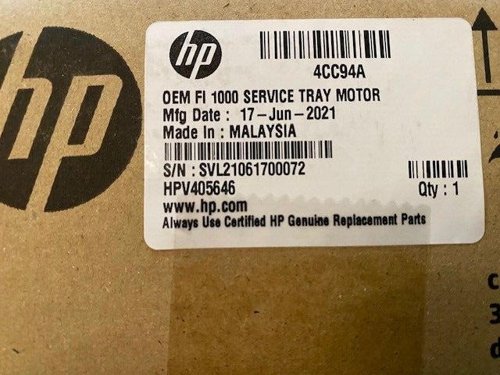 hp
hp
4CC94A
OEM FI 1000 SERVICE TRAY MOTOR
Mfg Date : 17-Jun-2021
Made In : MALAYSIA
S/N : SVL21061700072
HPV405646
Qty : 1
www.hp.com
Always Use Certified HP Genuine Replacement Parts
c
3
d